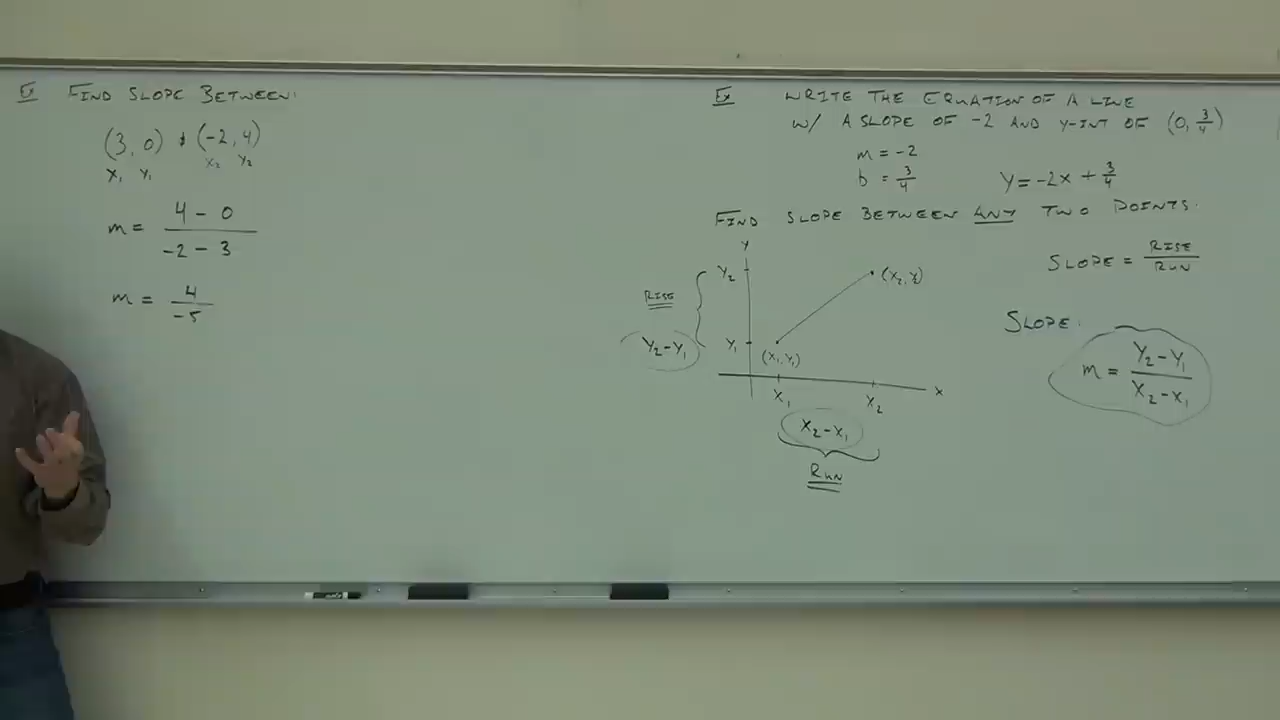 Ex FIND SLOPE BETWEEN:
(3, 0) & (-2, 4)
X₁ Y₁ X₂ Y₂
m = 4 - 0 / -2 - 3
m = 4 / -5
Ex WRITE THE EQUATION OF A LINE
W/ A SLOPE OF -2 AND Y-INT OF (0, 3/4)
m = -2
b = 3/4
Y = -2x + 3/4
FIND SLOPE BETWEEN ANY TWO POINTS.
SLOPE = RISE / RUN
Y
Y₂
(X₂, Y₂)
RISE
Y₂-Y₁
Y₁
(X₁, Y₁)
X
X₁ X₂
X₂-X₁
RUN
SLOPE:
m = Y₂-Y₁ / X₂-X₁